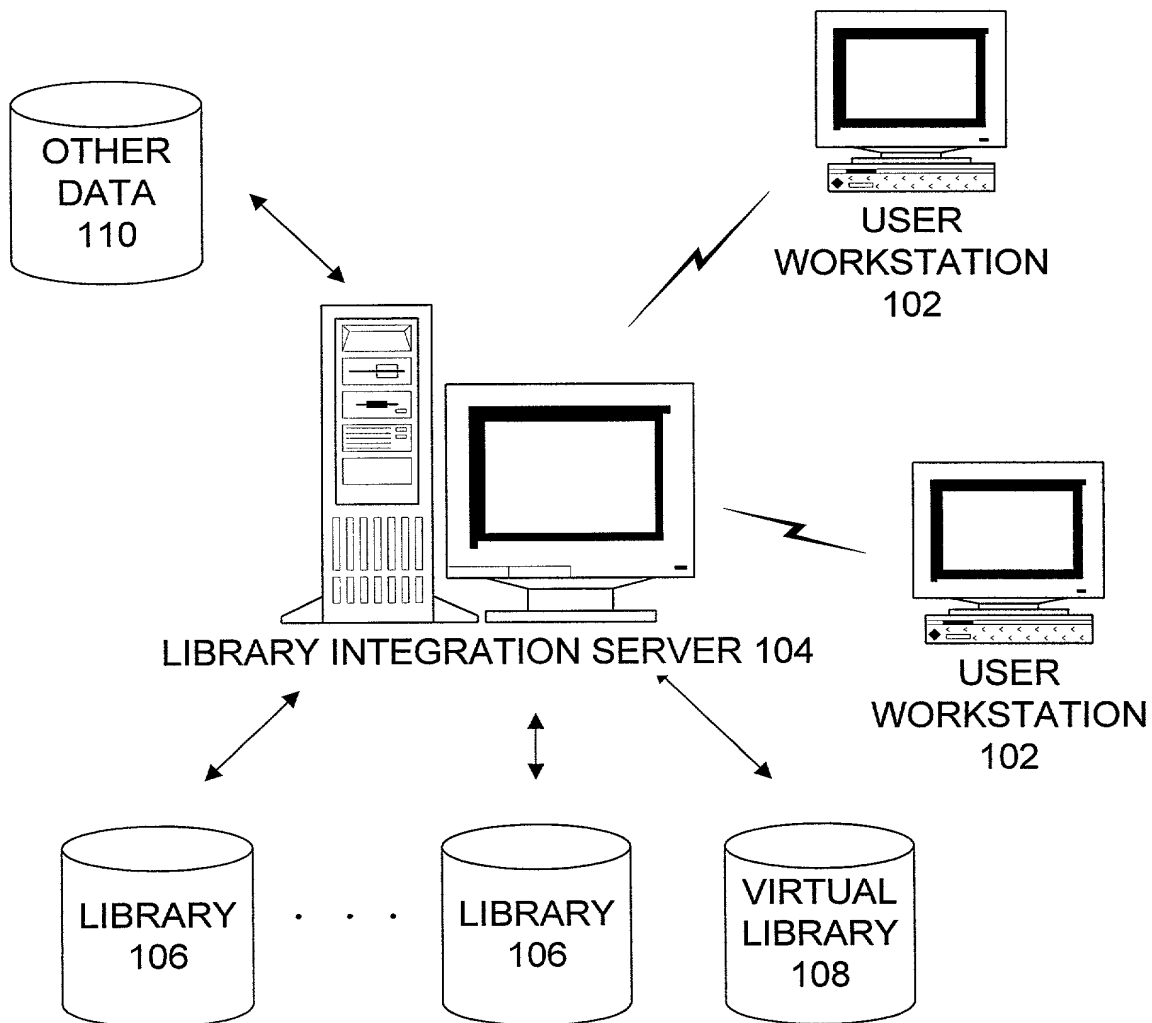 OTHER
DATA
110
USER
WORKSTATION
102
LIBRARY INTEGRATION SERVER 104
USER
WORKSTATION
102
LIBRARY
106
. . .
LIBRARY
106
VIRTUAL
LIBRARY
108